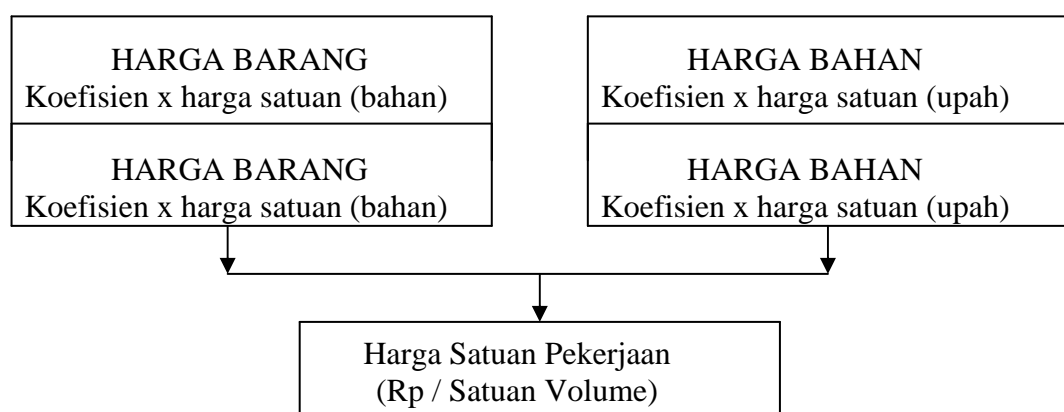 HARGA BARANG
Koefisien x harga satuan (bahan)
HARGA BARANG
Koefisien x harga satuan (bahan)
HARGA BAHAN
Koefisien x harga satuan (upah)
HARGA BAHAN
Koefisien x harga satuan (upah)
Harga Satuan Pekerjaan
(Rp / Satuan Volume)